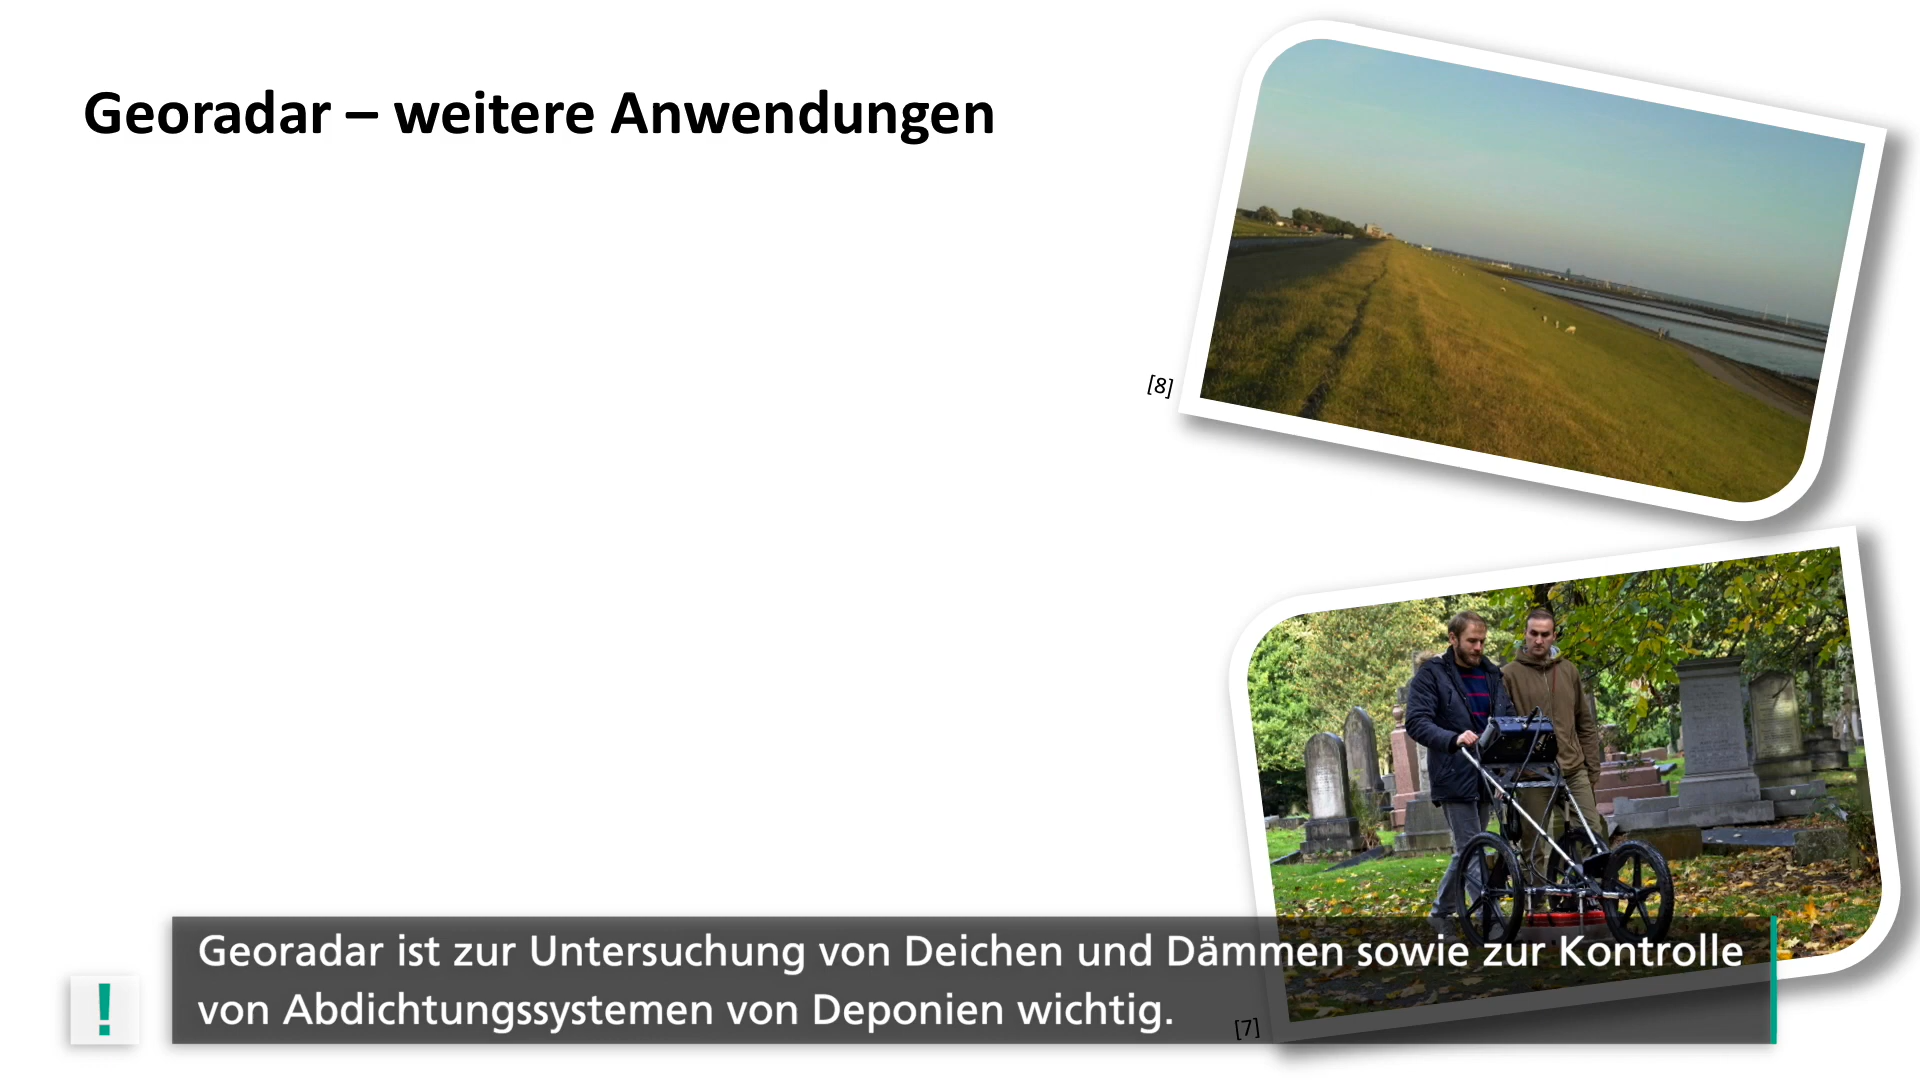 Georadar – weitere Anwendungen
[8]
Georadar ist zur Untersuchung von Deichen und Dämmen sowie zur Kontrolle
von Abdichtungssystemen von Deponien wichtig.
!
[7]